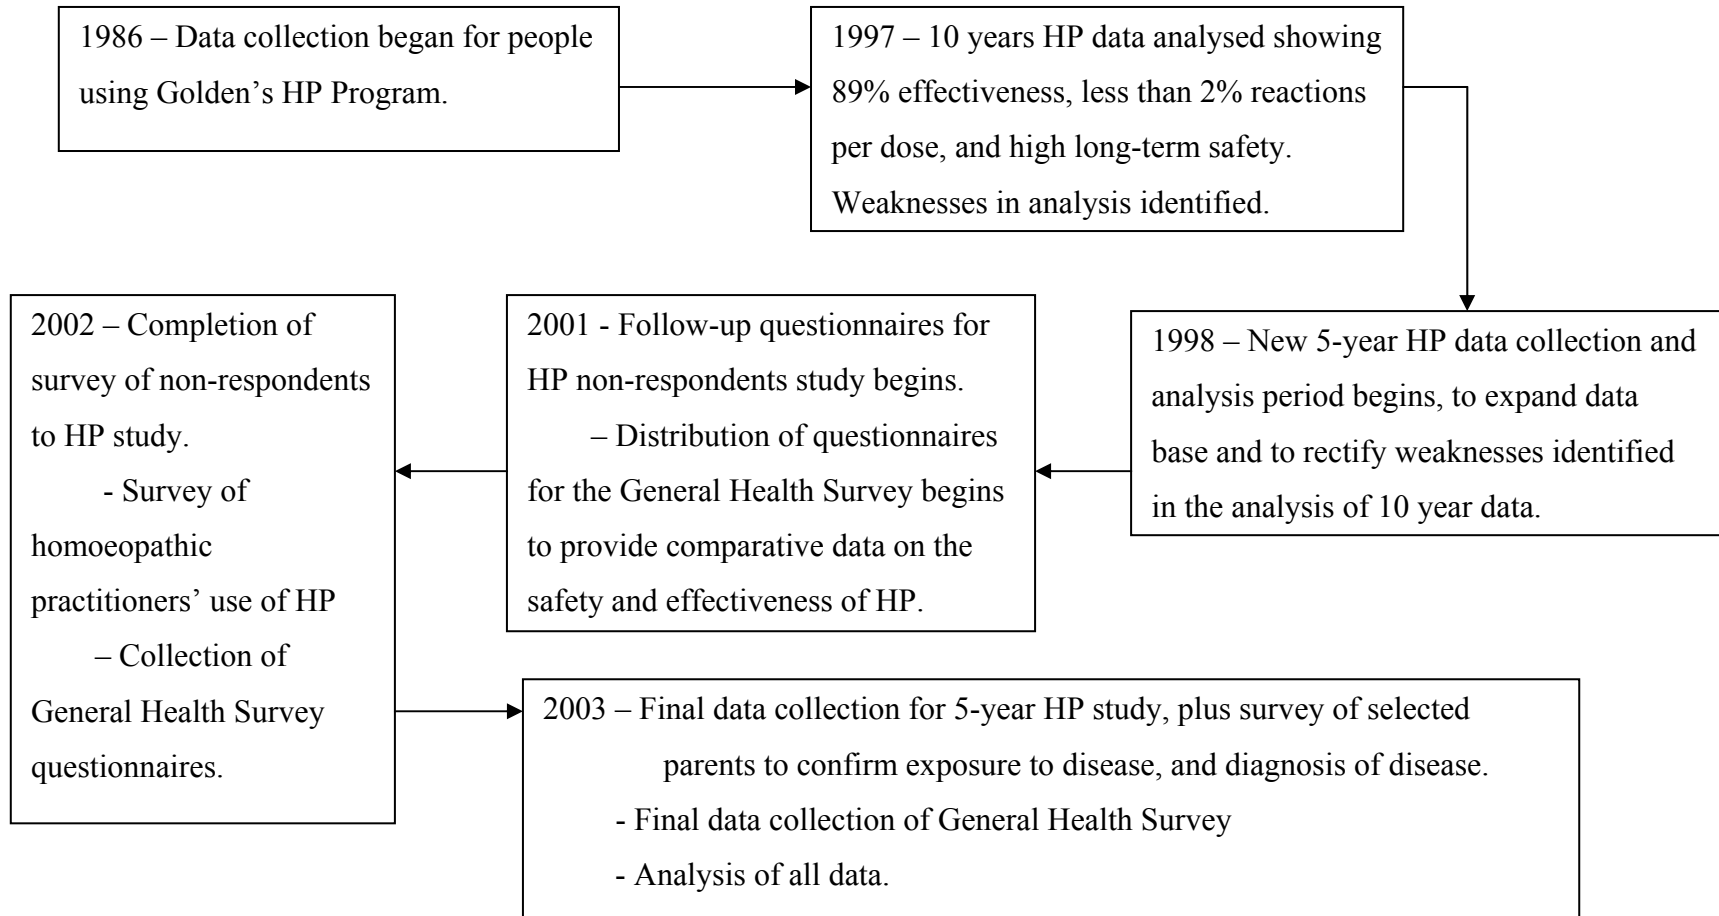 1986 – Data collection began for people
using Golden’s HP Program.
1997 – 10 years HP data analysed showing
89% effectiveness, less than 2% reactions
per dose, and high long-term safety.
Weaknesses in analysis identified.
1998 – New 5-year HP data collection and
analysis period begins, to expand data
base and to rectify weaknesses identified
in the analysis of 10 year data.
2001 - Follow-up questionnaires for
HP non-respondents study begins.
– Distribution of questionnaires
for the General Health Survey begins
to provide comparative data on the
safety and effectiveness of HP.
2002 – Completion of
survey of non-respondents
to HP study.
- Survey of
homoeopathic
practitioners’ use of HP
– Collection of
General Health Survey
questionnaires.
2003 – Final data collection for 5-year HP study, plus survey of selected
parents to confirm exposure to disease, and diagnosis of disease.
- Final data collection of General Health Survey
- Analysis of all data.